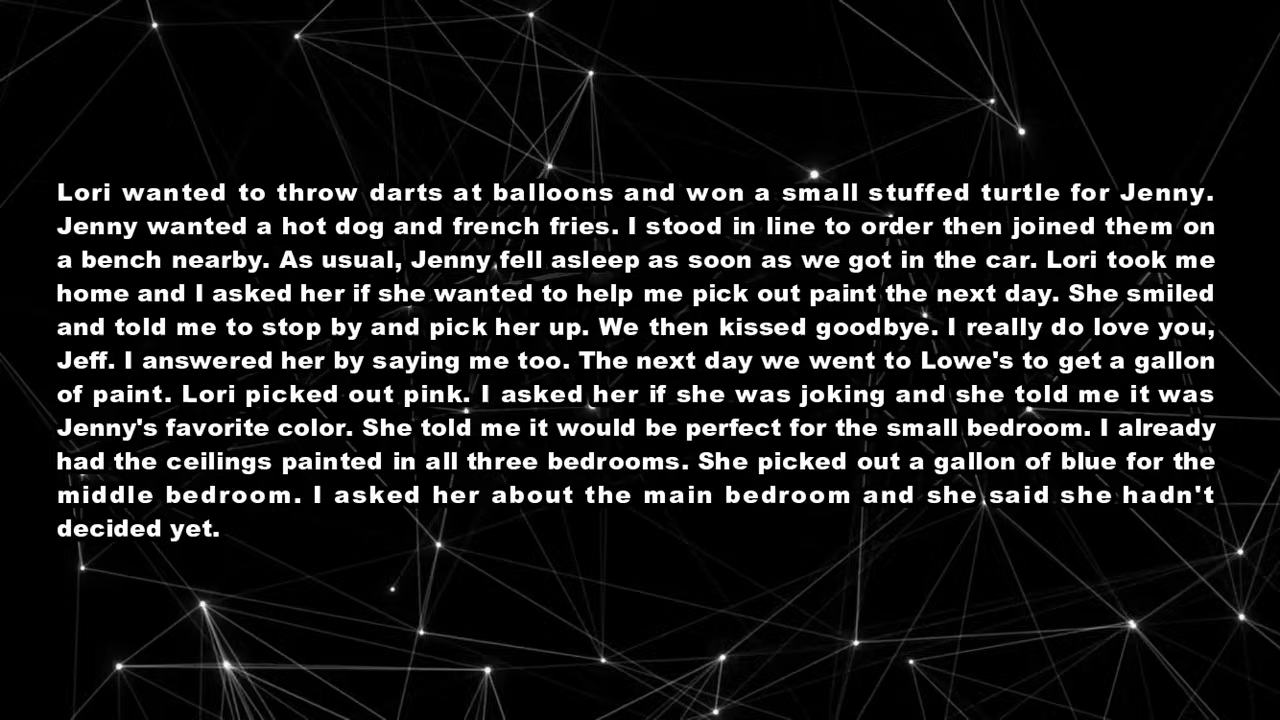 Lori wanted to throw darts at balloons and won a small stuffed turtle for Jenny.
Jenny wanted a hot dog and french fries. I stood in line to order then joined them on
a bench nearby. As usual, Jenny fell asleep as soon as we got in the car. Lori took me
home and I asked her if she wanted to help me pick out paint the next day. She smiled
and told me to stop by and pick her up. We then kissed goodbye. I really do love you,
Jeff. I answered her by saying me too. The next day we went to Lowe's to get a gallon
of paint. Lori picked out pink. I asked her if she was joking and she told me it was
Jenny's favorite color. She told me it would be perfect for the small bedroom. I already
had the ceilings painted in all three bedrooms. She picked out a gallon of blue for the
middle bedroom. I asked her about the main bedroom and she said she hadn't
decided yet.